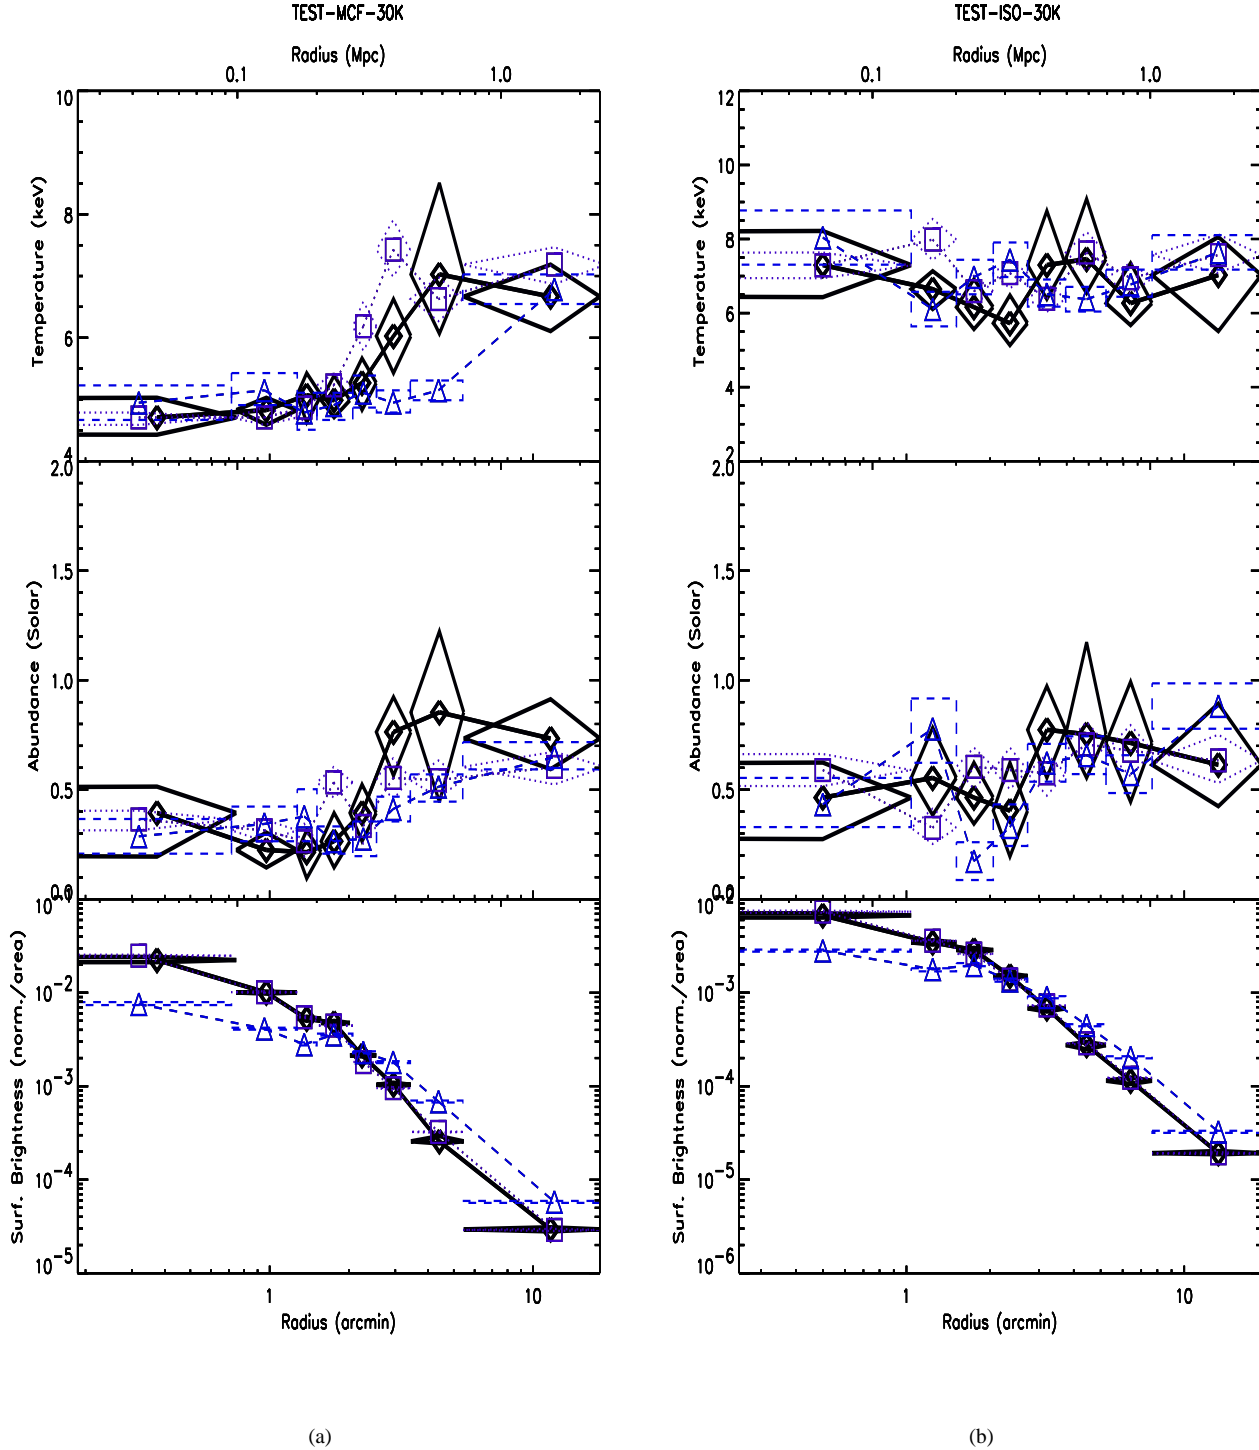 TEST-MCF-30K
Radius (Mpc)
0.1 1.0
10
8
6
4
Temperature (keV)
2.0
1.5
1.0
0.5
0.0
Abundance (Solar)
10⁻¹
10⁻²
10⁻³
10⁻⁴
10⁻⁵
Surf. Brightness (norm./area)
1 10
Radius (arcmin)
(a)
TEST-ISO-30K
Radius (Mpc)
0.1 1.0
12
10
8
6
4
2
Temperature (keV)
2.0
1.5
1.0
0.5
0.0
Abundance (Solar)
10⁻²
10⁻³
10⁻⁴
10⁻⁵
10⁻⁶
Surf. Brightness (norm./area)
1 10
Radius (arcmin)
(b)